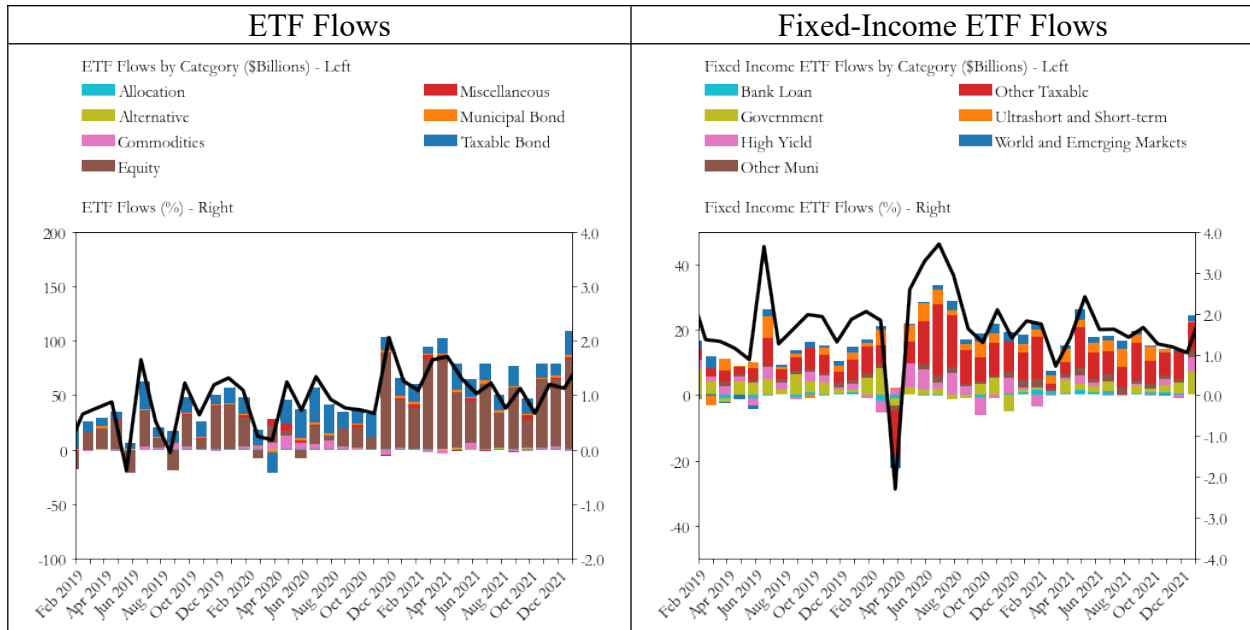 ETF Flows
ETF Flows by Category ($Billions) - Left
Allocation
Miscellaneous
Alternative
Municipal Bond
Commodities
Taxable Bond
Equity
ETF Flows (%) - Right
200
4.0
150
3.0
100
2.0
50
1.0
0
0.0
-50
1.0
-100
-2.0
Feb 2019
Apr 2019
Jun 2019
Aug 2019
Oct 2019
Dec 2019
Feb 2020
Apr 2020
Jun 2020
Aug 2020
Oct 2020
Dec 2020
Feb 2021
Apr 2021
Jun 2021
Aug 2021
Oct 2021
Dec 2021
Fixed-Income ETF Flows
Fixed Income ETF Flows by Category ($Billions) - Left
Bank Loan
Other Taxable
Government
Ultrashort and Short-term
High Yield
World and Emerging Markets
Other Muni
Fixed Income ETF Flows (%) - Right
40
20
0
-20
-40
4.0
3.0
2.0
1.0
0.0
-1.0
-2.0
-3.0
-4.0
Feb 2019
Apr 2019
Jun 2019
Aug 2019
Oct 2019
Dec 2019
Feb 2020
Apr 2020
Jun 2020
Aug 2020
Oct 2020
Dec 2020
Feb 2021
Apr 2021
Jun 2021
Aug 2021
Oct 2021
Dec 2021